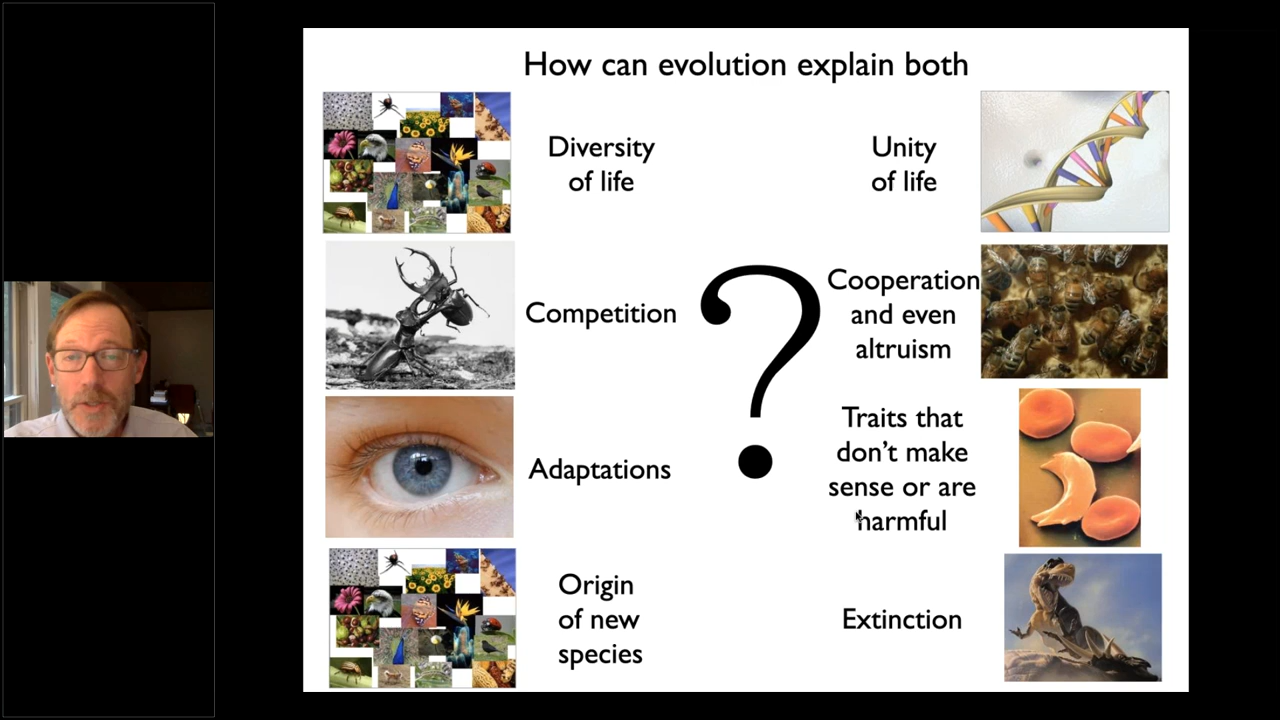 How can evolution explain both
Diversity
of life
Unity
of life
Competition
?
Cooperation
and even
altruism
Adaptations
Traits that
don't make
sense or are
harmful
Origin
of new
species
Extinction